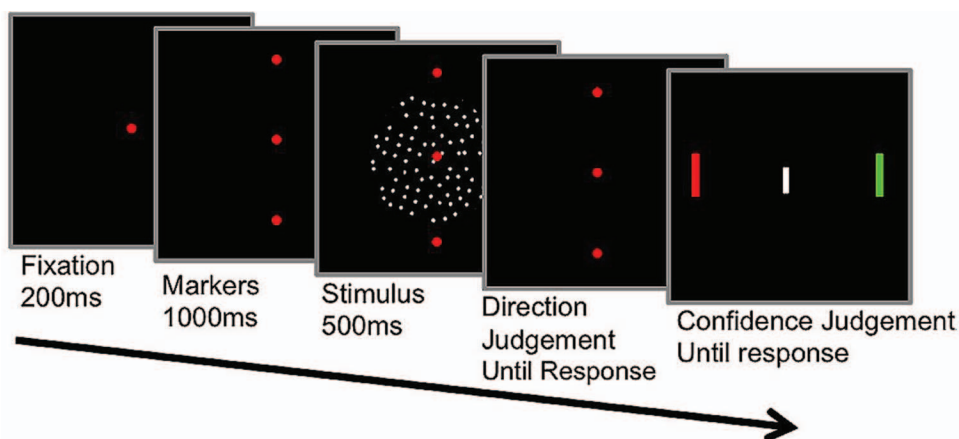 Fixation
200ms
Markers
1000ms
Stimulus
500ms
Direction
Judgement
Until Response
Confidence Judgement
Until response